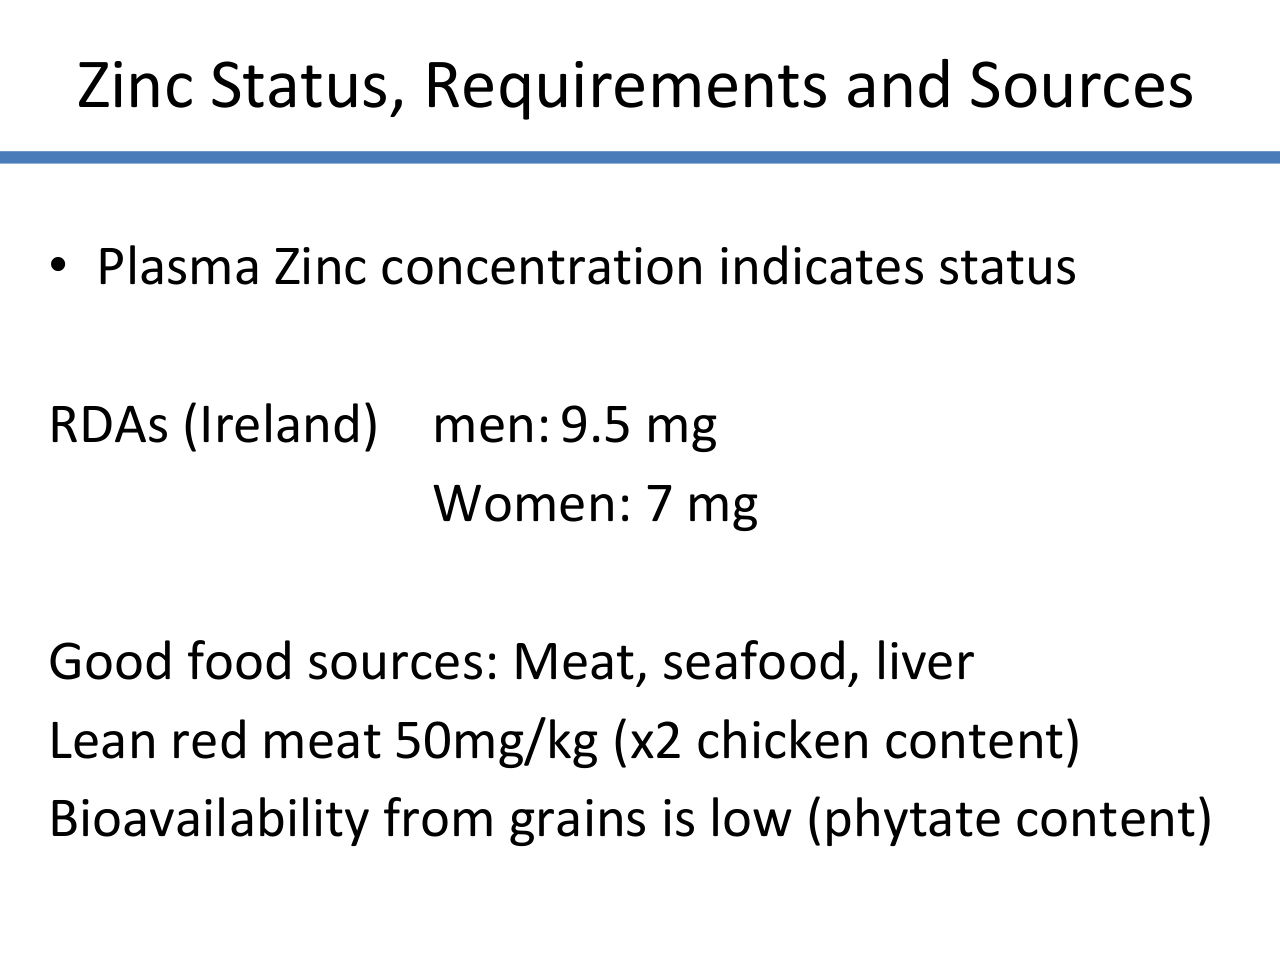 Zinc Status, Requirements and Sources
• Plasma Zinc concentration indicates status
RDAs (Ireland) men: 9.5 mg
Women: 7 mg
Good food sources: Meat, seafood, liver
Lean red meat 50mg/kg (x2 chicken content)
Bioavailability from grains is low (phytate content)